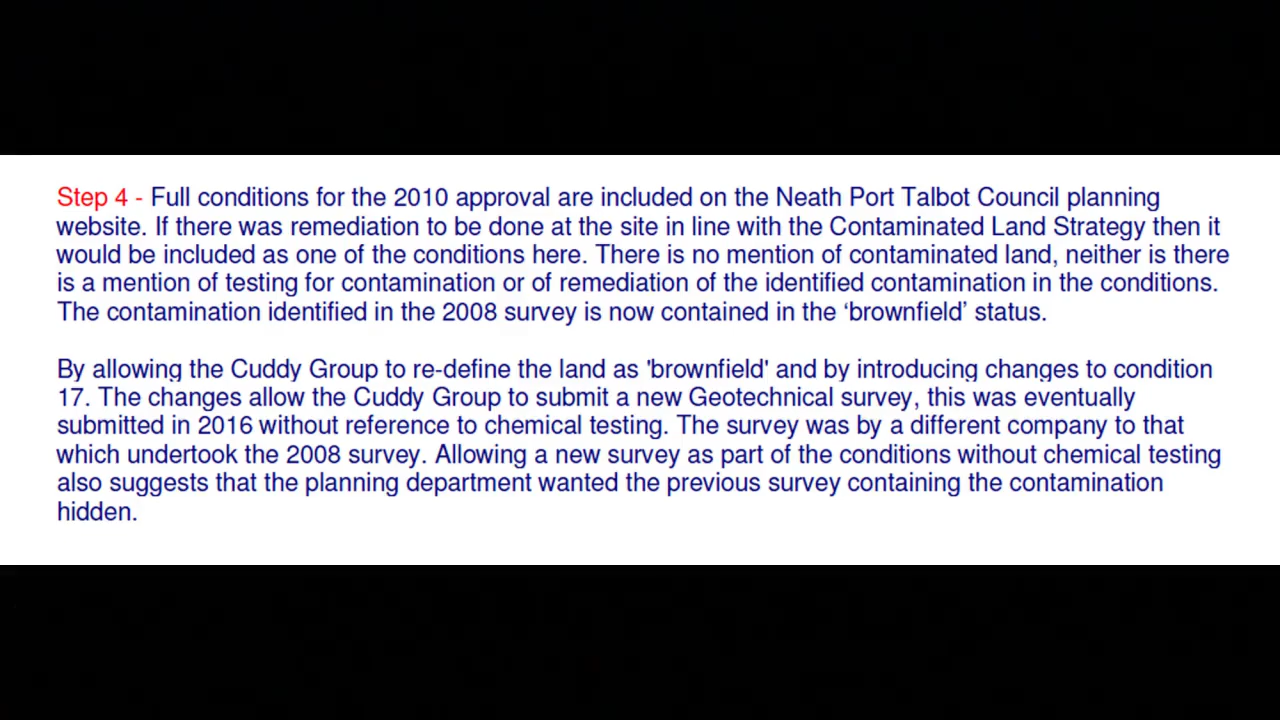 Step 4 - Full conditions for the 2010 approval are included on the Neath Port Talbot Council planning
website. If there was remediation to be done at the site in line with the Contaminated Land Strategy then it
would be included as one of the conditions here. There is no mention of contaminated land, neither is there
is a mention of testing for contamination or of remediation of the identified contamination in the conditions.
The contamination identified in the 2008 survey is now contained in the ‘brownfield’ status.
By allowing the Cuddy Group to re-define the land as 'brownfield' and by introducing changes to condition
17. The changes allow the Cuddy Group to submit a new Geotechnical survey, this was eventually
submitted in 2016 without reference to chemical testing. The survey was by a different company to that
which undertook the 2008 survey. Allowing a new survey as part of the conditions without chemical testing
also suggests that the planning department wanted the previous survey containing the contamination
hidden.